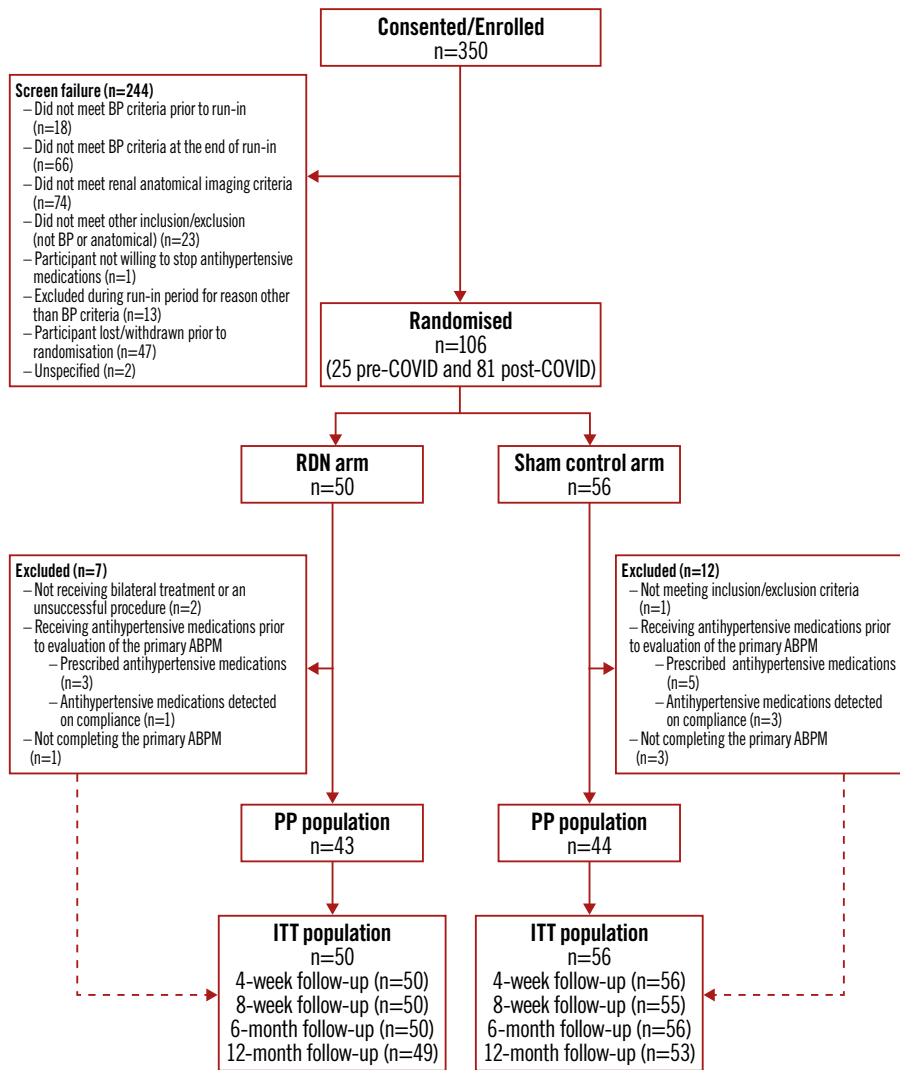 Consented/Enrolled
n=350
Screen failure (n=244)
– Did not meet BP criteria prior to run-in
(n=18)
– Did not meet BP criteria at the end of run-in
(n=66)
– Did not meet renal anatomical imaging criteria
(n=74)
– Did not meet other inclusion/exclusion
(not BP or anatomical) (n=23)
– Participant not willing to stop antihypertensive
medications (n=1)
– Excluded during run-in period for reason other
than BP criteria (n=13)
– Participant lost/withdrawn prior to
randomisation (n=47)
– Unspecified (n=2)
Randomised
n=106
(25 pre-COVID and 81 post-COVID)
RDN arm
n=50
Sham control arm
n=56
Excluded (n=7)
– Not receiving bilateral treatment or an
unsuccessful procedure (n=2)
– Receiving antihypertensive medications prior
to evaluation of the primary ABPM
– Prescribed antihypertensive medications
(n=3)
– Antihypertensive medications detected
on compliance (n=1)
– Not completing the primary ABPM
(n=1)
Excluded (n=12)
– Not meeting inclusion/exclusion criteria
(n=1)
– Receiving antihypertensive medications prior
to evaluation of the primary ABPM
– Prescribed antihypertensive medications
(n=5)
– Antihypertensive medications detected
on compliance (n=3)
– Not completing the primary ABPM
(n=3)
PP population
n=43
PP population
n=44
ITT population
n=50
4-week follow-up (n=50)
8-week follow-up (n=50)
6-month follow-up (n=50)
12-month follow-up (n=49)
ITT population
n=56
4-week follow-up (n=56)
8-week follow-up (n=55)
6-month follow-up (n=56)
12-month follow-up (n=53)